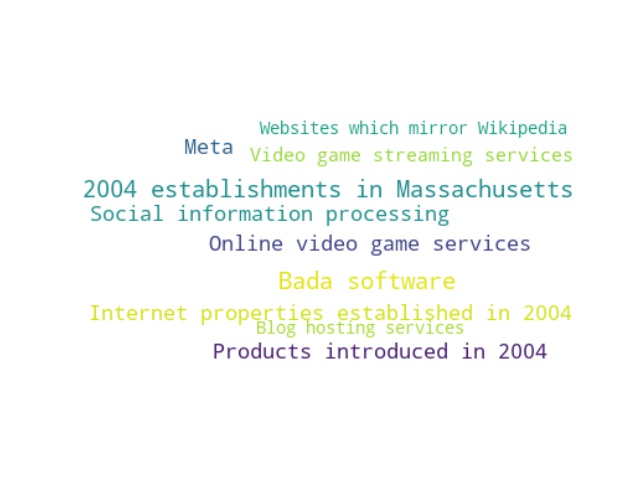 Websites which mirror Wikipedia
Meta
Video game streaming services
2004 establishments in Massachusetts
Social information processing
Online video game services
Bada software
Internet properties established in 2004
Blog hosting services
Products introduced in 2004